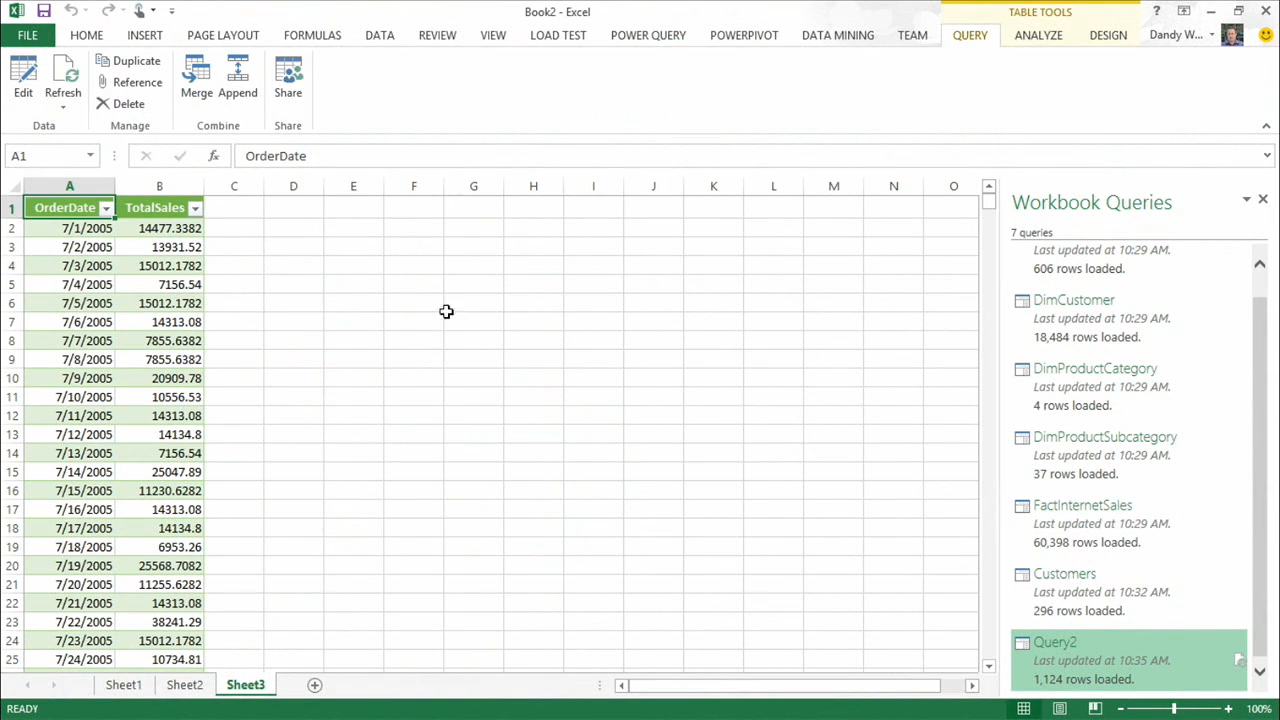 Book2 - Excel
TABLE TOOLS
FILE HOME INSERT PAGE LAYOUT FORMULAS DATA REVIEW VIEW LOAD TEST POWER QUERY POWERPIVOT DATA MINING TEAM QUERY ANALYZE DESIGN Dandy W...
Edit Refresh Duplicate Reference Delete Merge Append Share
Data Manage Combine Share
A1 fx OrderDate
A B C D E F G H I J K L M N O
1 OrderDate TotalSales
2 7/1/2005 14477.3382
3 7/2/2005 13931.52
4 7/3/2005 15012.1782
5 7/4/2005 7156.54
6 7/5/2005 15012.1782
7 7/6/2005 14313.08
8 7/7/2005 7855.6382
9 7/8/2005 7855.6382
10 7/9/2005 20909.78
11 7/10/2005 10556.53
12 7/11/2005 14313.08
13 7/12/2005 14134.8
14 7/13/2005 7156.54
15 7/14/2005 25047.89
16 7/15/2005 11230.6282
17 7/16/2005 14313.08
18 7/17/2005 14134.8
19 7/18/2005 6953.26
20 7/19/2005 25568.7082
21 7/20/2005 11255.6282
22 7/21/2005 14313.08
23 7/22/2005 38241.29
24 7/23/2005 15012.1782
25 7/24/2005 10734.81
Workbook Queries
7 queries
Last updated at 10:29 AM.
606 rows loaded.
DimCustomer
Last updated at 10:29 AM.
18,484 rows loaded.
DimProductCategory
Last updated at 10:29 AM.
4 rows loaded.
DimProductSubcategory
Last updated at 10:29 AM.
37 rows loaded.
FactInternetSales
Last updated at 10:29 AM.
60,398 rows loaded.
Customers
Last updated at 10:32 AM.
296 rows loaded.
Query2
Last updated at 10:35 AM.
1,124 rows loaded.
Sheet1 Sheet2 Sheet3
READY 100%